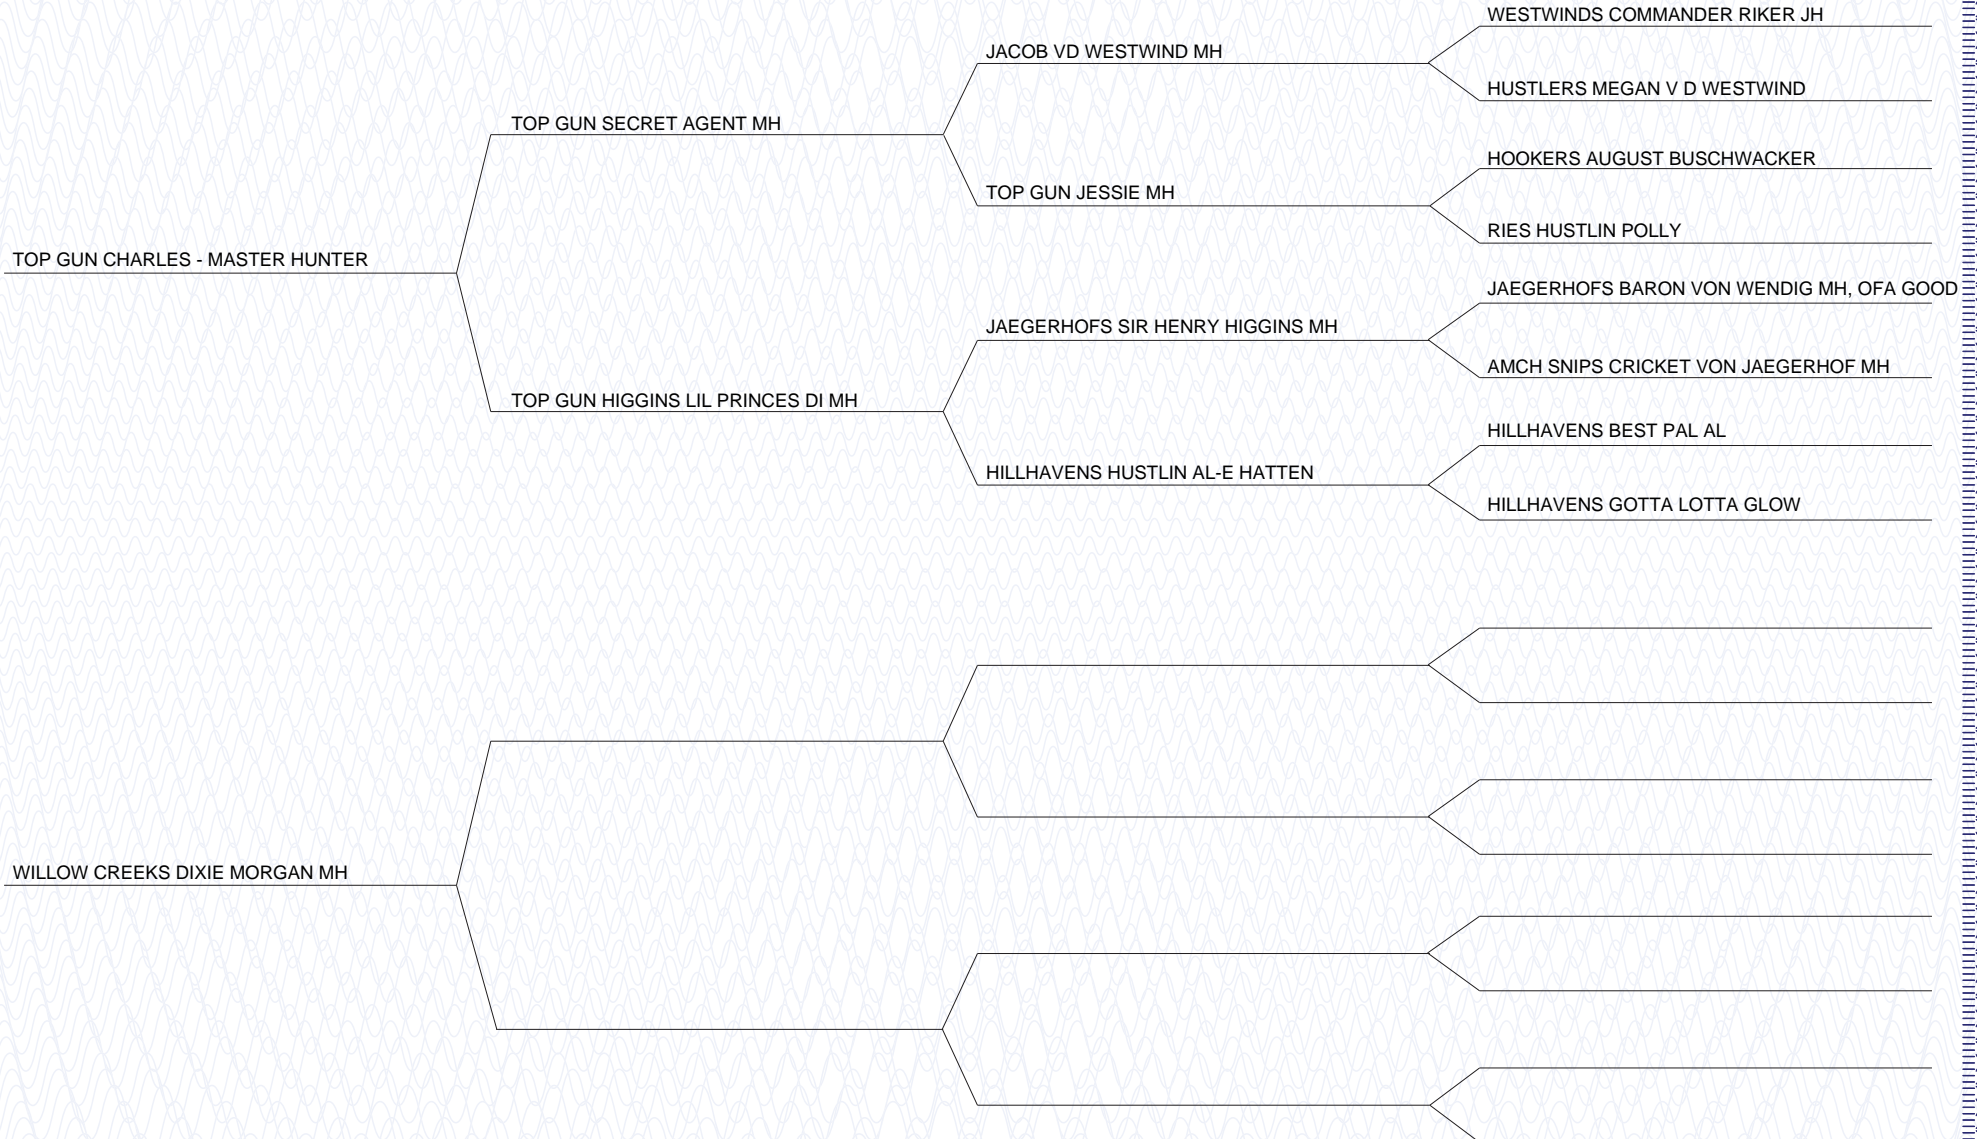 WESTWINDS COMMANDER RIKER JH
JACOB VD WESTWIND MH
HUSTLERS MEGAN V D WESTWIND
TOP GUN SECRET AGENT MH
HOOKERS AUGUST BUSCHWACKER
TOP GUN JESSIE MH
RIES HUSTLIN POLLY
TOP GUN CHARLES - MASTER HUNTER
JAEGERHOFS BARON VON WENDIG MH, OFA GOOD
JAEGERHOFS SIR HENRY HIGGINS MH
AMCH SNIPS CRICKET VON JAEGERHOF MH
TOP GUN HIGGINS LIL PRINCES DI MH
HILLHAVENS BEST PAL AL
HILLHAVENS HUSTLIN AL-E HATTEN
HILLHAVENS GOTTA LOTTA GLOW
WILLOW CREEKS DIXIE MORGAN MH